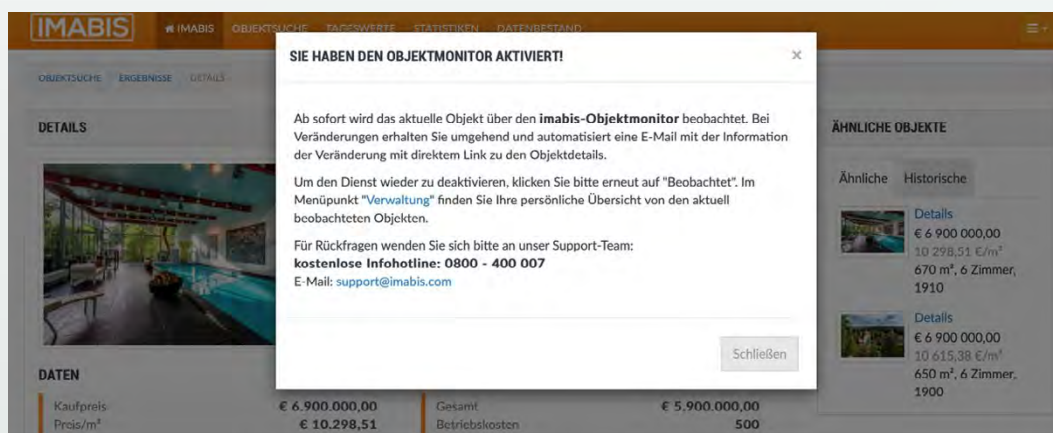 IMABIS
IMABIS OBJEKTSUCHE TAGESWERTE STATISTIKEN DATENBESTAND
OBJEKTSUCHE ERGEBNISSE DETAILS
DETAILS
SIE HABEN DEN OBJEKTMONITOR AKTIVIERT!
×
Ab sofort wird das aktuelle Objekt über den imabis-Objektmonitor beobachtet. Bei
Veränderungen erhalten Sie umgehend und automatisiert eine E-Mail mit der Information
der Veränderung mit direktem Link zu den Objektdetails.
Um den Dienst wieder zu deaktivieren, klicken Sie bitte erneut auf "Beobachtet". Im
Menüpunkt "Verwaltung" finden Sie Ihre persönliche Übersicht von den aktuell
beobachteten Objekten.
Für Rückfragen wenden Sie sich bitte an unser Support-Team:
kostenlose Infohotline: 0800 - 400 007
E-Mail: support@imabis.com
Schließen
ÄHNLICHE OBJEKTE
Ähnliche Historische
Details
€ 6 900 000,00
10 298,51 €/m²
670 m², 6 Zimmer,
1910
Details
€ 6 900 000,00
10 615,38 €/m²
650 m², 6 Zimmer,
1900
DATEN
Kaufpreis € 6.900.000,00
Preis/m² € 10.298,51
Gesamt € 5.900.000,00
Betriebskosten 500